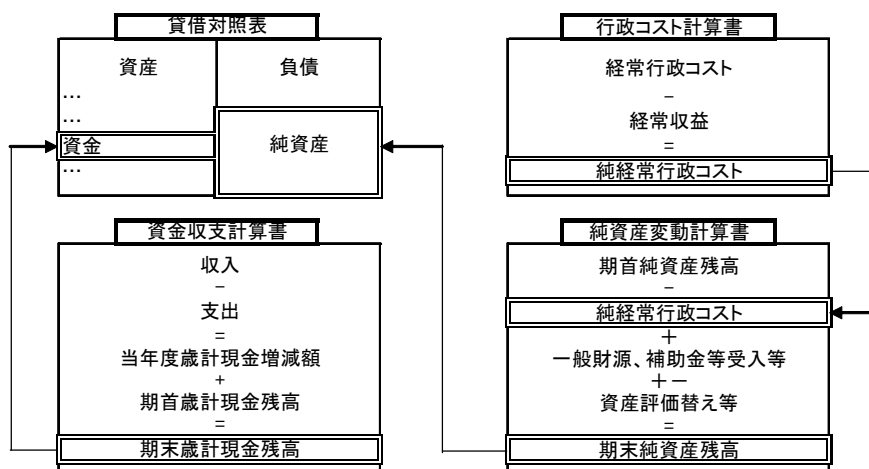 貸借対照表
資産 負債
…
…
資金 純資産
…
行政コスト計算書
経常行政コスト
−
経常収益
=
純経常行政コスト
資金収支計算書
収入
−
支出
=
当年度歳計現金増減額
+
期首歳計現金残高
=
期末歳計現金残高
純資産変動計算書
期首純資産残高
−
純経常行政コスト
＋
一般財源、補助金等受入等
＋−
資産評価替え等
=
期末純資産残高